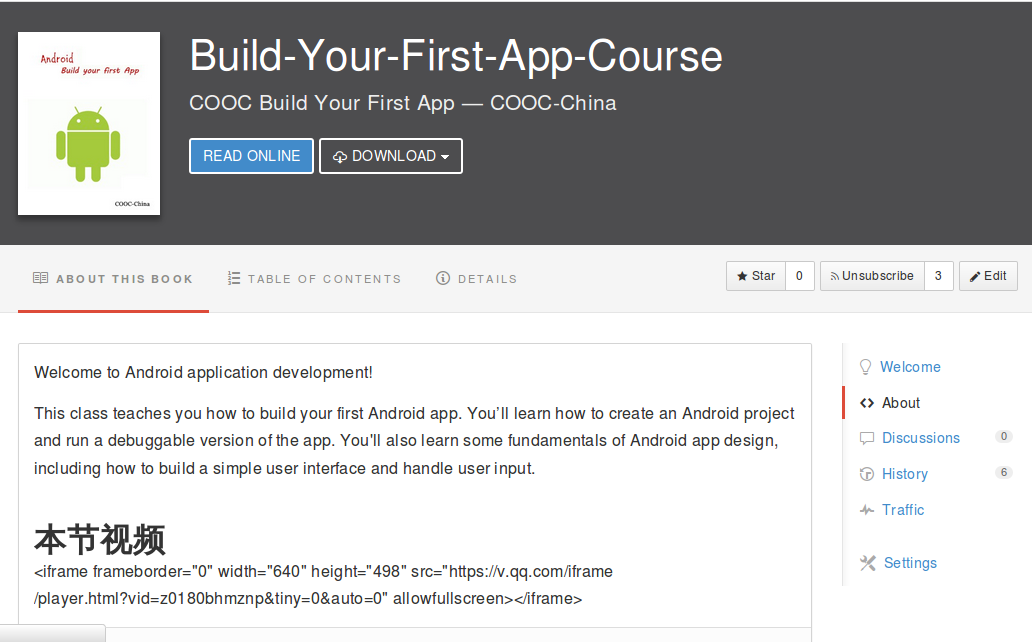 Android
Build your first App
COOC-China
Build-Your-First-App-Course
COOC Build Your First App — COOC-China
READ ONLINE
DOWNLOAD
ABOUT THIS BOOK
TABLE OF CONTENTS
DETAILS
Star 0
Unsubscribe 3
Edit
Welcome to Android application development!
This class teaches you how to build your first Android app. You’ll learn how to create an Android project
and run a debuggable version of the app. You'll also learn some fundamentals of Android app design,
including how to build a simple user interface and handle user input.
本节视频
<iframe frameborder="0" width="640" height="498" src="https://v.qq.com/iframe
/player.html?vid=z0180bhmznp&tiny=0&auto=0" allowfullscreen></iframe>
Welcome
About
Discussions 0
History 6
Traffic
Settings